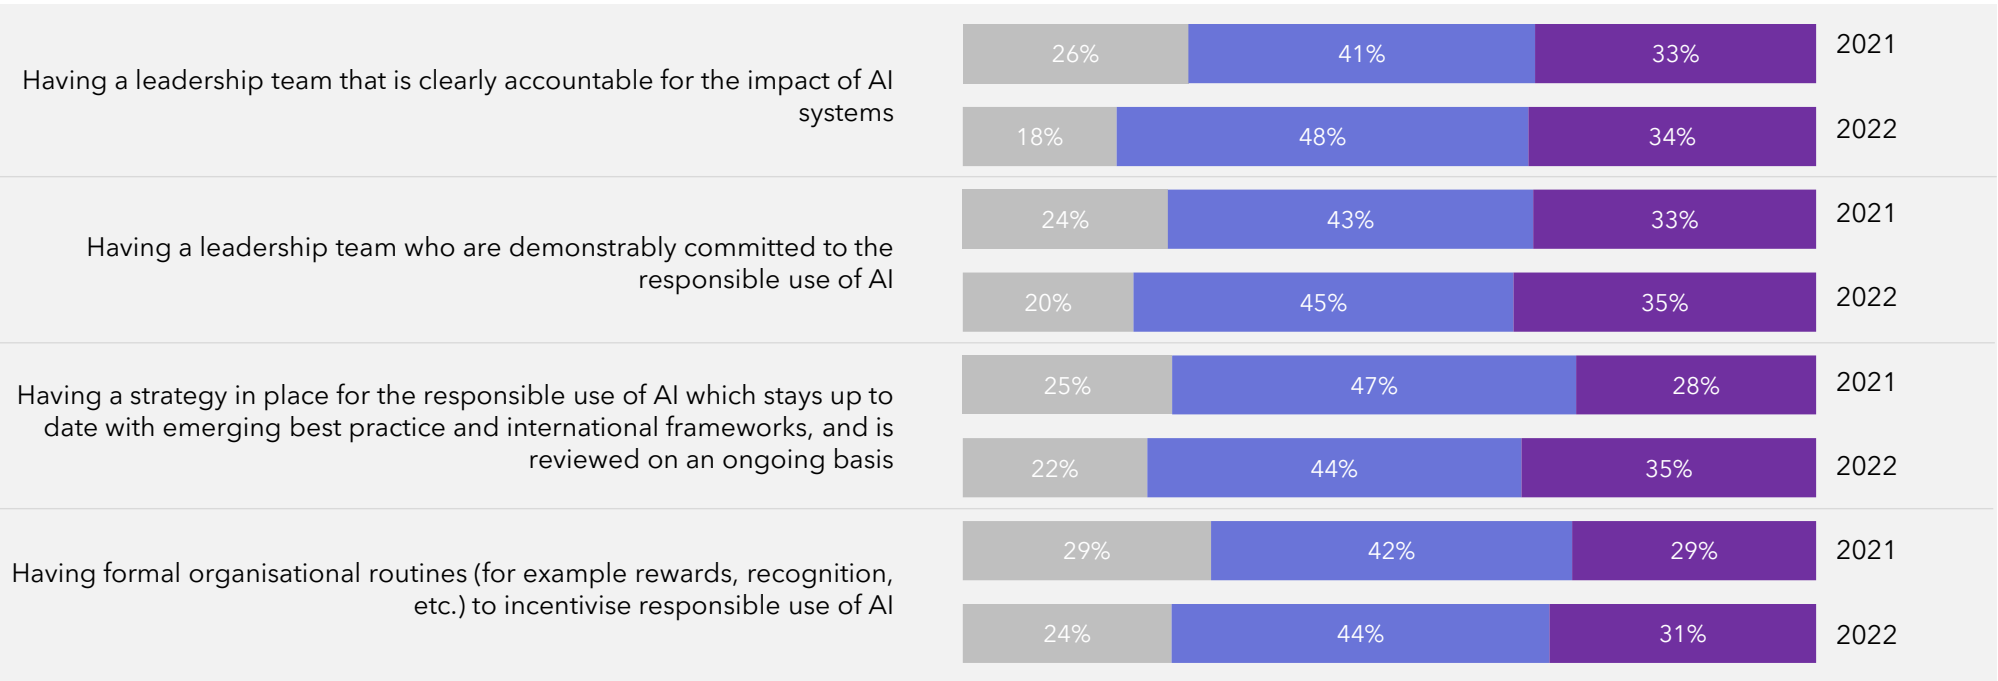 26% 41% 33% 2021
Having a leadership team that is clearly accountable for the impact of AI
systems
18% 48% 34% 2022
24% 43% 33% 2021
Having a leadership team who are demonstrably committed to the
responsible use of AI
20% 45% 35% 2022
25% 47% 28% 2021
Having a strategy in place for the responsible use of AI which stays up to
date with emerging best practice and international frameworks, and is
reviewed on an ongoing basis
22% 44% 35% 2022
29% 42% 29% 2021
Having formal organisational routines (for example rewards, recognition,
etc.) to incentivise responsible use of AI
24% 44% 31% 2022